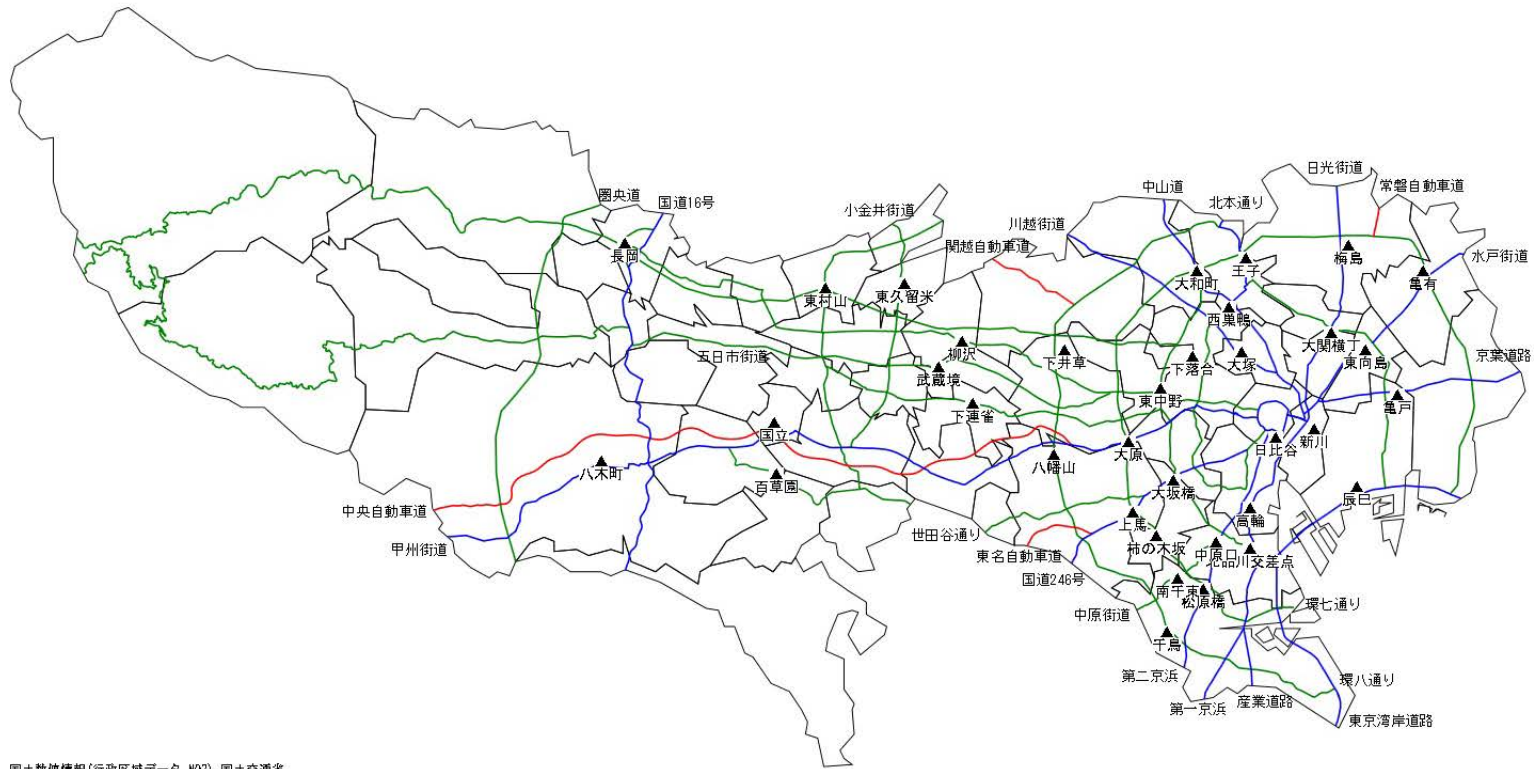 日光街道
中山道
常磐自動車道
圏央道
国道16号
北本通り
小金井街道
川越街道
関越自動車道
長岡
梅島
水戸街道
王子
大和町
亀有
東村山
東久留米
西巣鴨
大関横丁
柳沢
下井草
下落合
大塚
東向島
京葉道路
五日市街道
武蔵境
東中野
亀戸
下連雀
国立
大原
日比谷
新川
八幡山
八木町
百草園
大坂橋
辰巳
中央自動車道
上馬
高輪
世田谷通り
甲州街道
東名自動車道
柿の木坂
中原口
北品川交差点
国道246号
南千束
松原橋
環七通り
中原街道
千鳥
第二京浜
環八通り
産業道路
第一京浜
東京湾岸道路